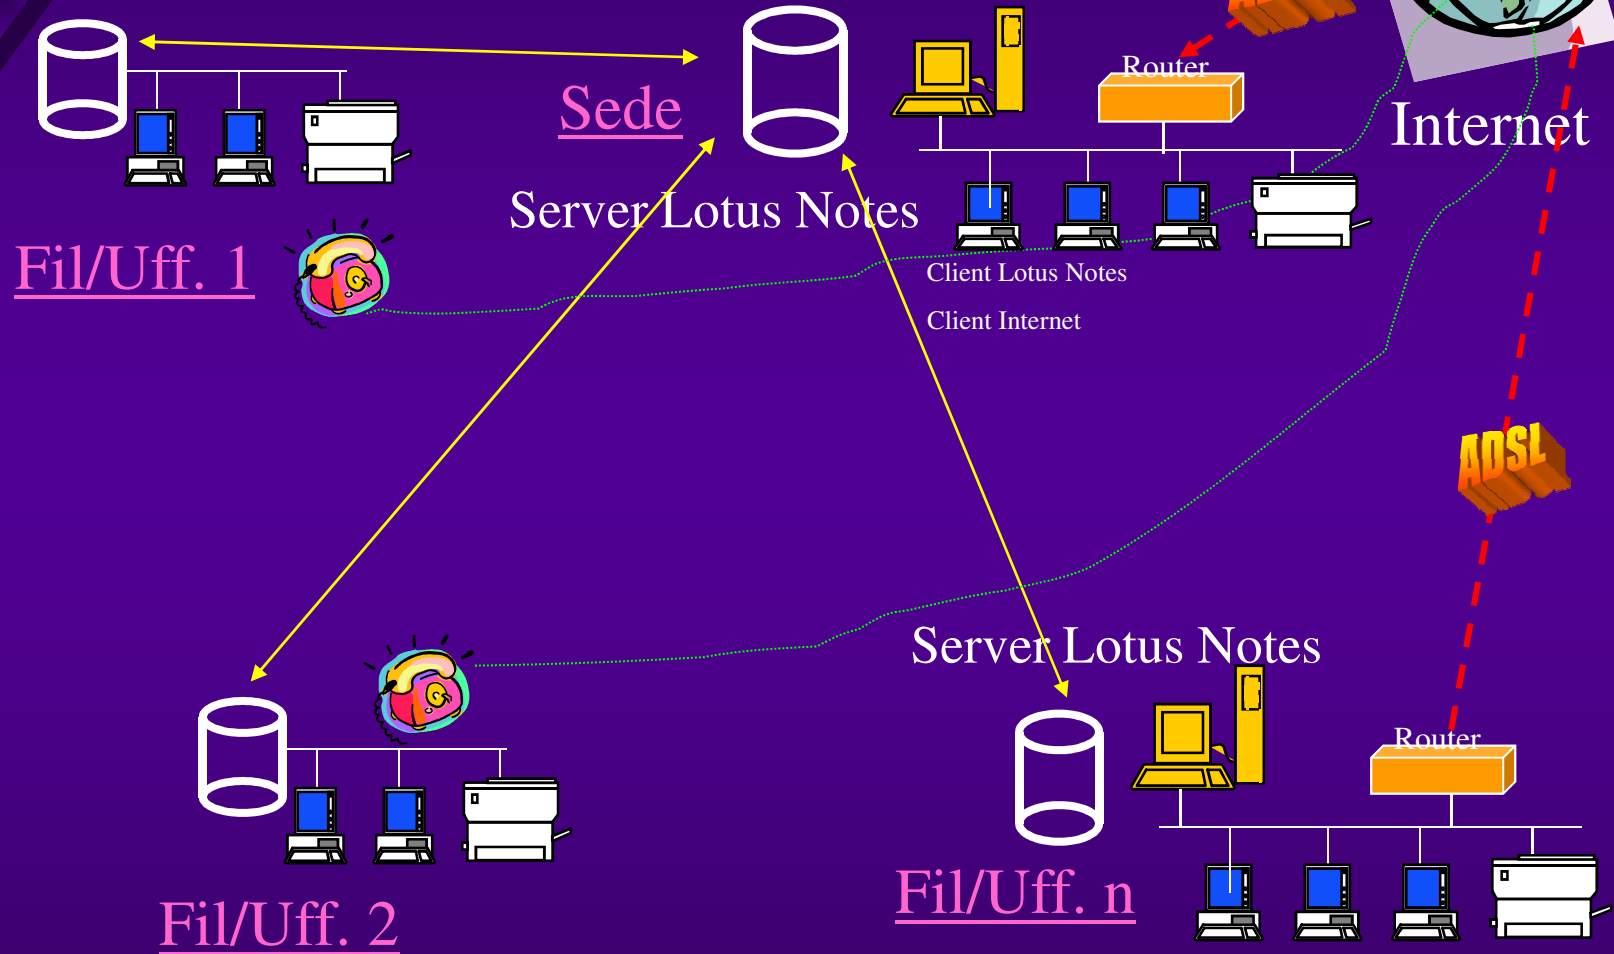 Router
Sede
Internet
Server Lotus Notes
Fil/Uff. 1
Client Lotus Notes
Client Internet
ADSL
Server Lotus Notes
Router
Fil/Uff. n
Fil/Uff. 2